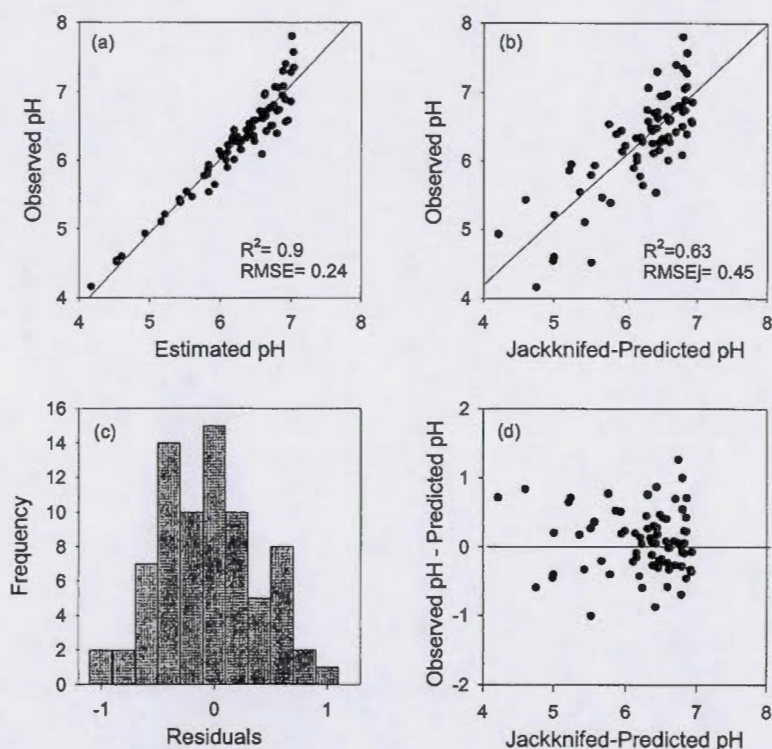 (a)
8
7
6
5
4
Observed pH
R²= 0.9
RMSE= 0.24
4 5 6 7 8
Estimated pH
(b)
8
7
6
5
4
Observed pH
R²=0.63
RMSEj= 0.45
4 5 6 7 8
Jackknifed-Predicted pH
(c)
16
14
12
10
8
6
4
2
0
Frequency
-1 0 1
Residuals
(d)
2
1
0
-1
-2
Observed pH - Predicted pH
4 5 6 7 8
Jackknifed-Predicted pH